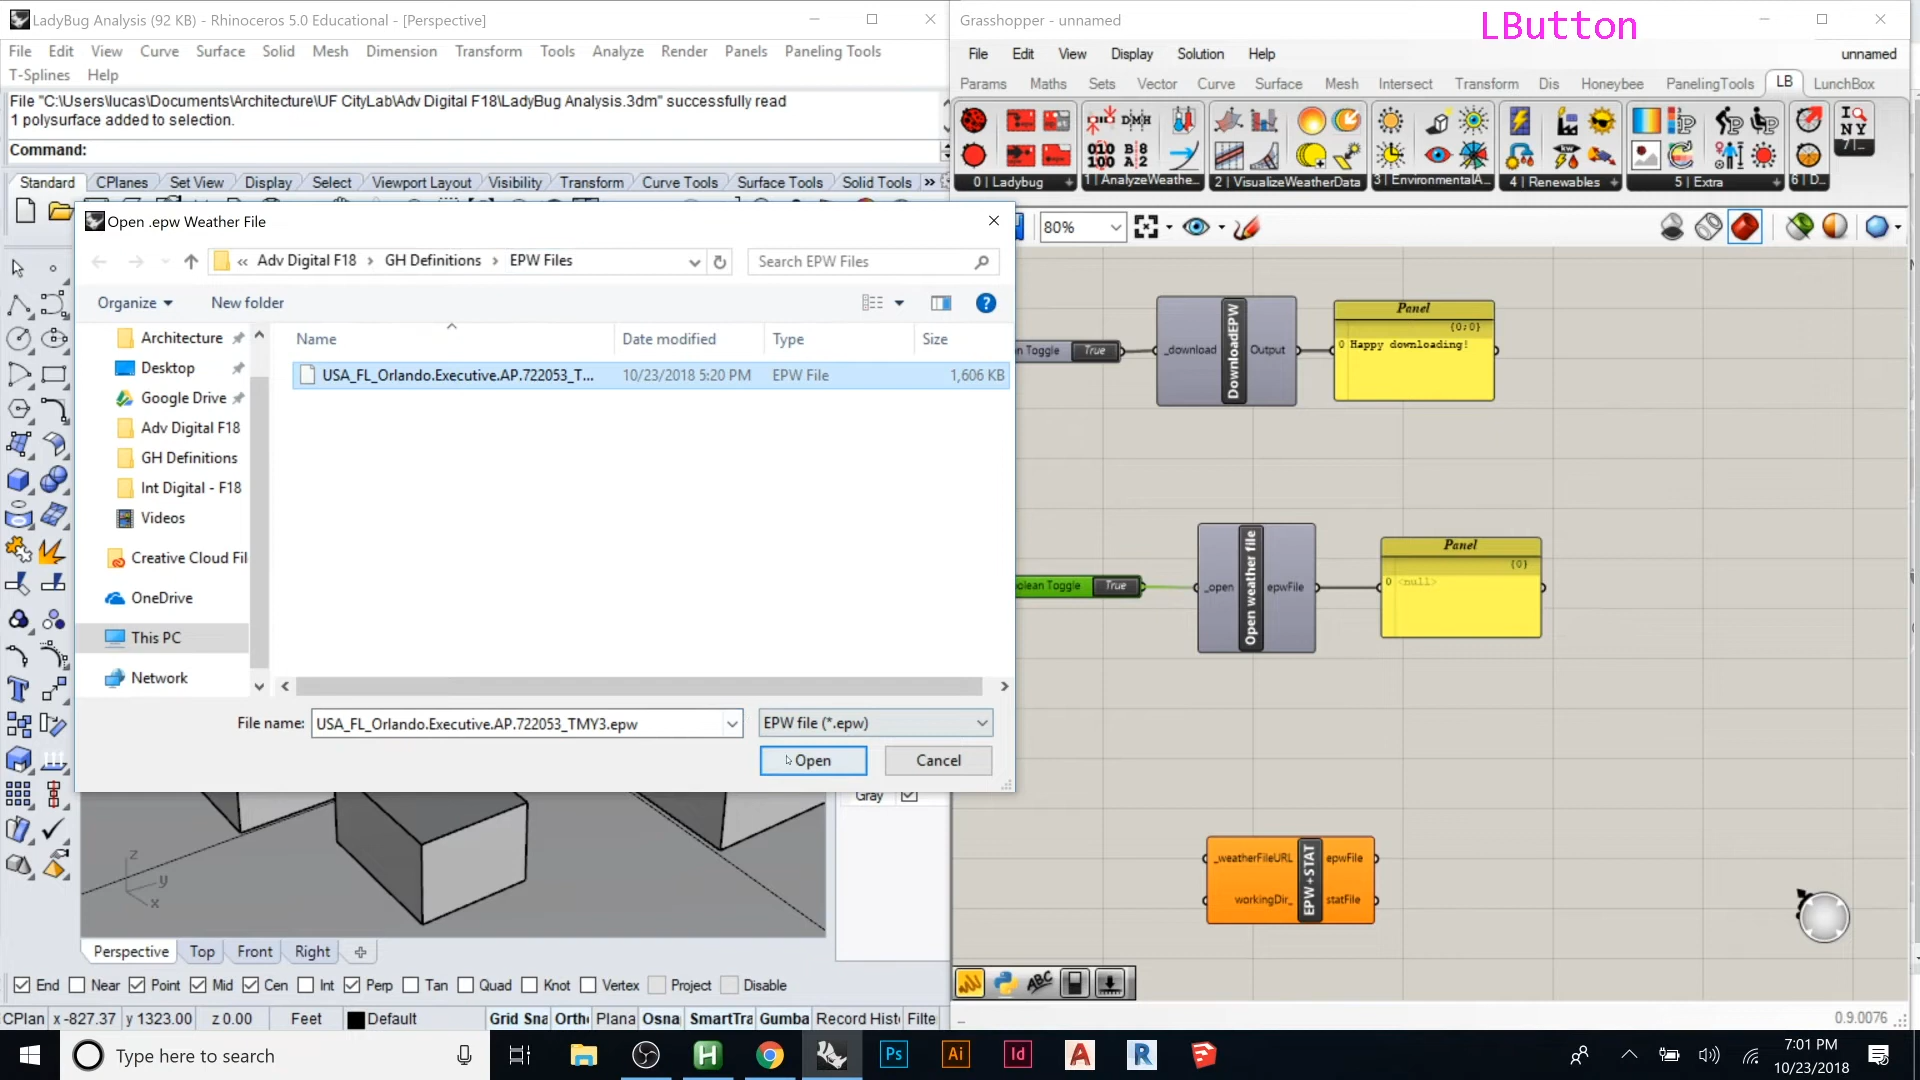 LadyBug Analysis (92 KB) - Rhinoceros 5.0 Educational - [Perspective]
File Edit View Curve Surface Solid Mesh Dimension Transform Tools Analyze Render Panels Paneling Tools
T-Splines Help
File "C:\Users\lucas\Documents\Architecture\UF CityLab\Adv Digital F18\LadyBug Analysis.3dm" successfully read
1 polysurface added to selection.
Command:
Standard CPlanes Set View Display Select Viewport Layout Visibility Transform Curve Tools Surface Tools Solid Tools »
Open .epw Weather File
« Adv Digital F18 › GH Definitions › EPW Files
Search EPW Files
Organize New folder
Architecture
Desktop
Google Drive
Adv Digital F18
GH Definitions
Int Digital - F18
Videos
Creative Cloud Fil
OneDrive
This PC
Network
Name Date modified Type Size
USA_FL_Orlando.Executive.AP.722053_T... 10/23/2018 5:20 PM EPW File 1,606 KB
File name: USA_FL_Orlando.Executive.AP.722053_TMY3.epw EPW file (*.epw)
Open Cancel
Gray
z
y
x
Perspective Top Front Right
End Near Point Mid Cen Int Perp Tan Quad Knot Vertex Project Disable
CPlan x -827.37 y 1323.00 z 0.00 Feet Default Grid Sna Orth Plana Osna SmartTra Gumba Record Hist Filte
Grasshopper - unnamed
LButton
File Edit View Display Solution Help unnamed
Params Maths Sets Vector Curve Surface Mesh Intersect Transform Dis Honeybee PanelingTools LB LunchBox
0 | Ladybug 1 | AnalyzeWeathe... 2 | VisualizeWeatherData 3 | EnvironmentalA... 4 | Renewables 5 | Extra 6 | D... 7 |...
80%
n Toggle True
_download DownloadEPW Output
Panel
{0;0}
0 Happy downloading!
olean Toggle True
_open Open weather file epwFile
Panel
{0}
0 <null>
_weatherFileURL workingDir_ EPW+STAT epwFile statFile
ABC
0.9.0076
Type here to search
Ps Ai Id A R
7:01 PM
10/23/2018